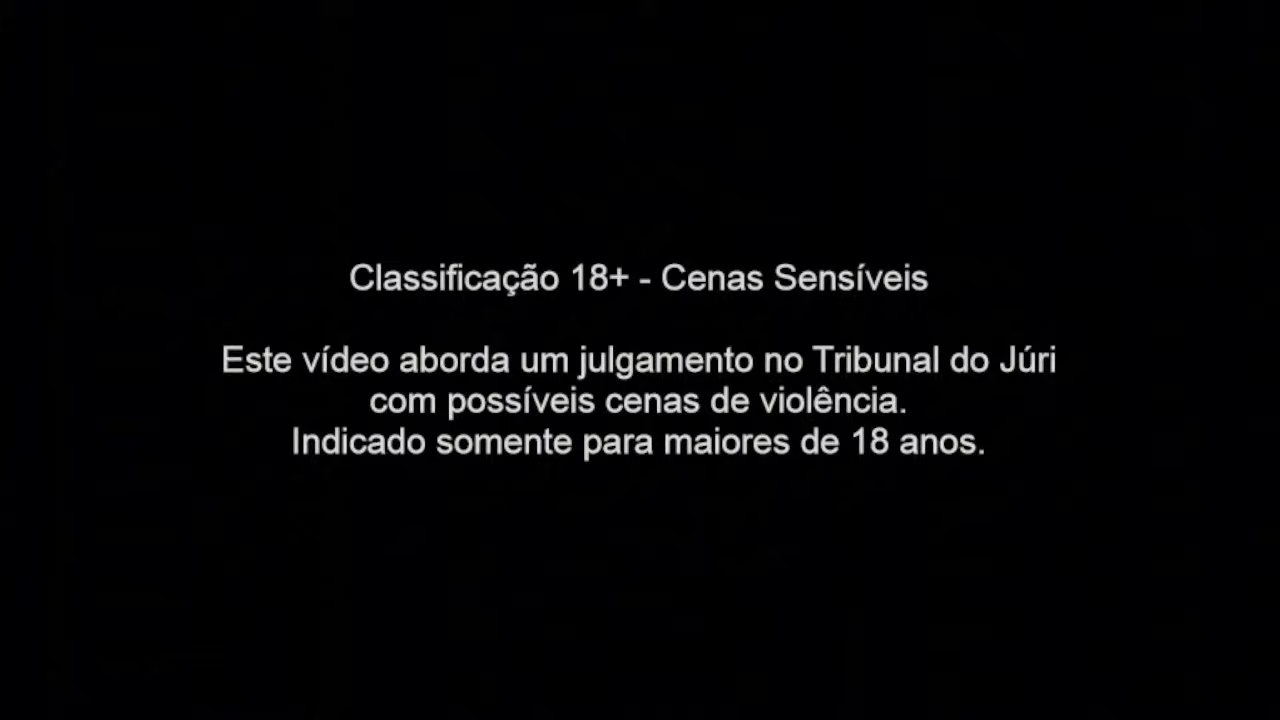 Classificação 18+ - Cenas Sensíveis
Este vídeo aborda um julgamento no Tribunal do Júri
com possíveis cenas de violência.
Indicado somente para maiores de 18 anos.